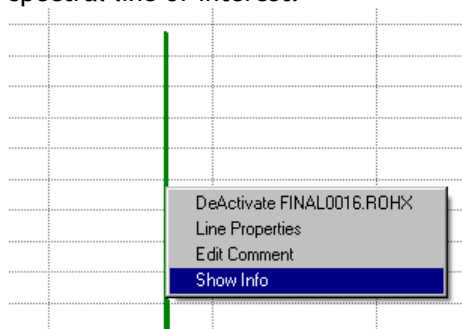 spectral line of interest.
DeActivate FINAL0016.ROHX
Line Properties
Edit Comment
Show Info